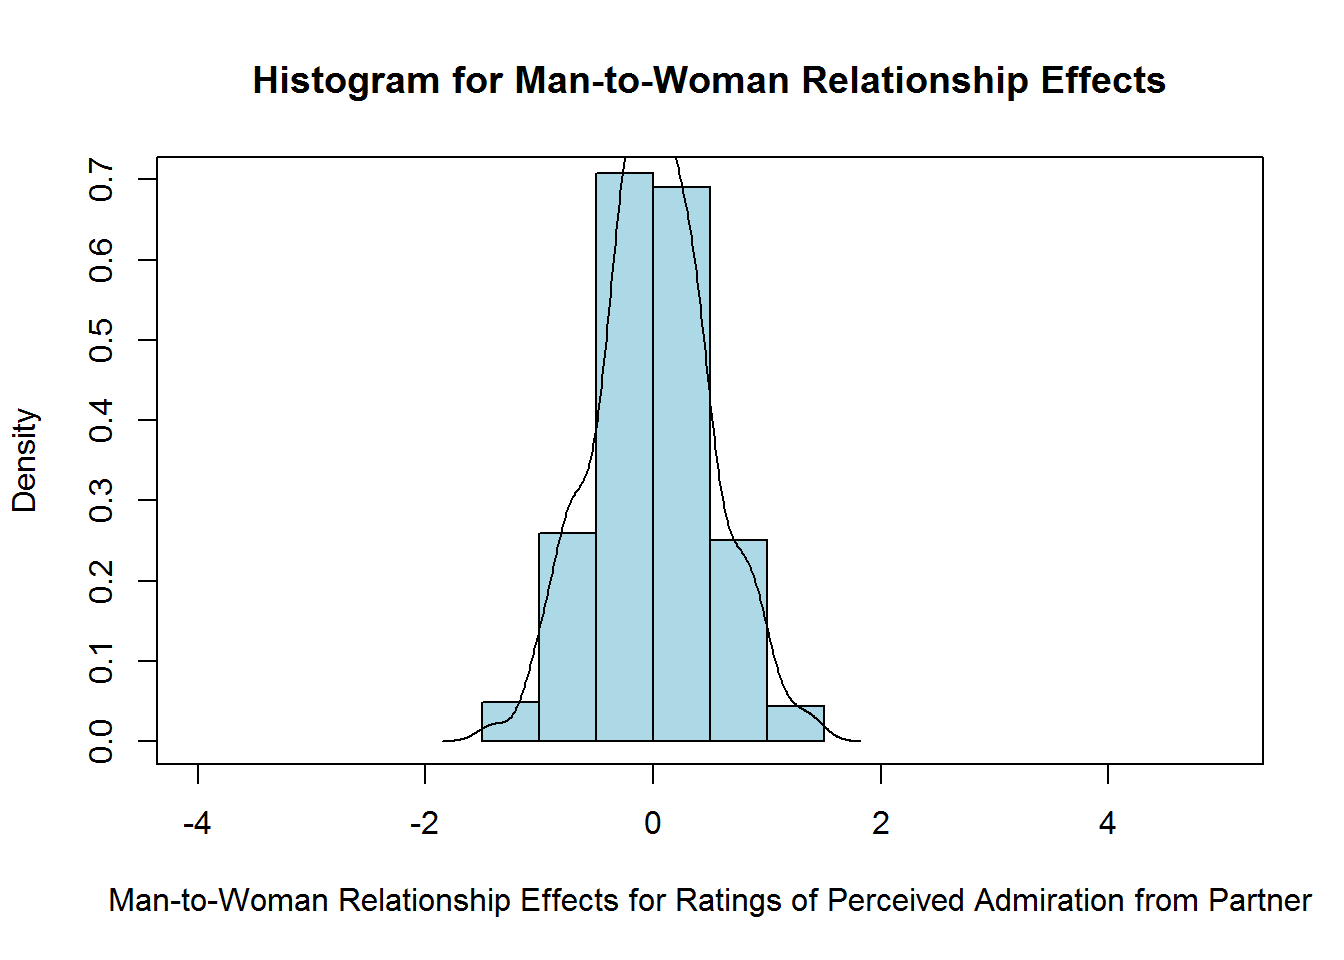 Histogram for Man-to-Woman Relationship Effects
Density
0.7
0.6
0.5
0.4
0.3
0.2
0.1
0.0
-4 -2 0 2 4
Man-to-Woman Relationship Effects for Ratings of Perceived Admiration from Partner